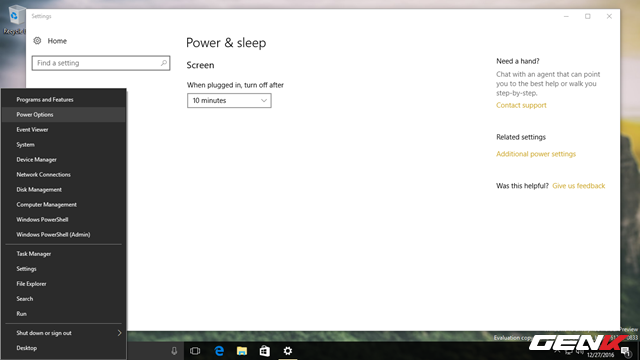 Settings
Home
Find a setting
Power & sleep
Screen
When plugged in, turn off after
10 minutes
Need a hand?
Chat with an agent that can point
you to the best help or walk you
step-by-step.
Contact support
Related settings
Additional power settings
Was this helpful? Give us feedback
Programs and Features
Power Options
Event Viewer
System
Device Manager
Network Connections
Disk Management
Computer Management
Windows PowerShell
Windows PowerShell (Admin)
Task Manager
Settings
File Explorer
Search
Run
Shut down or sign out
Desktop
Evaluation copy
GENK
12/27/2016